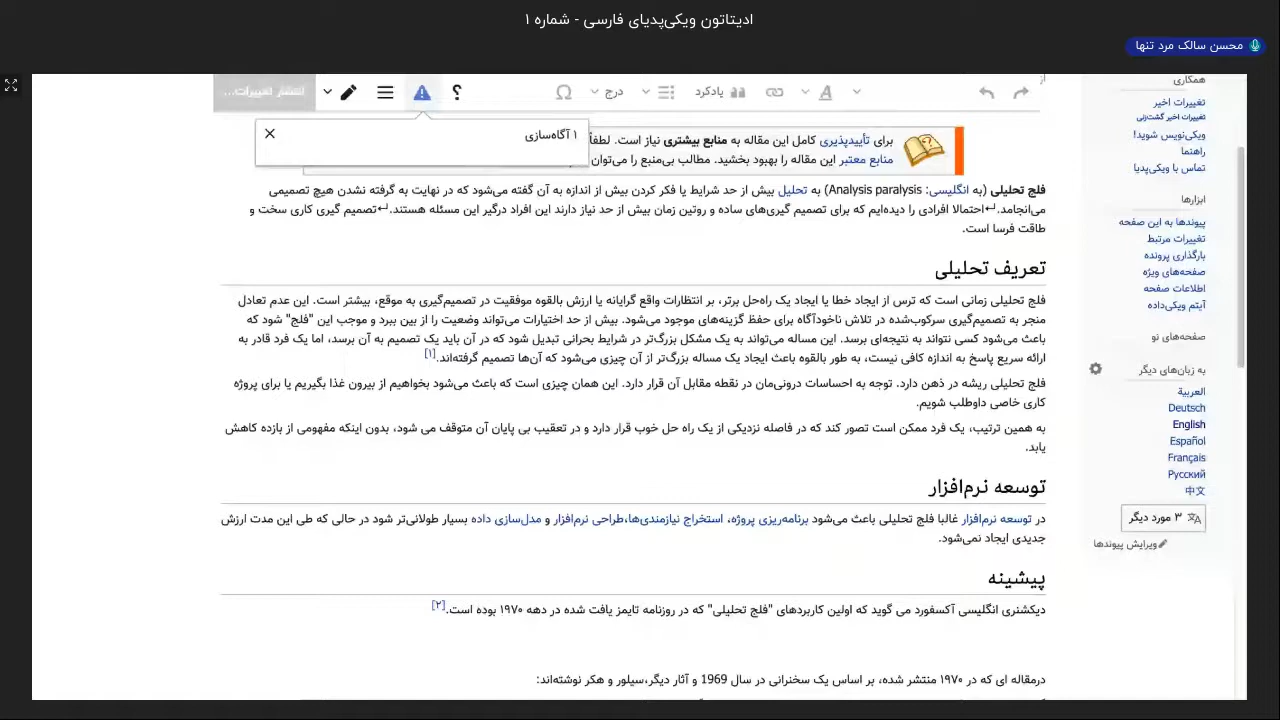 ادیتاتون ویکی‌پدیای فارسی - شماره ۱
محسن سالک مرد تنها
انتشار تغییرات...
درج
یادکرد
۱ آگاه‌سازی
برای تأییدپذیری کامل این مقاله به منابع بیشتری نیاز است. لطفاً
منابع معتبر این مقاله را بهبود بخشید. مطالب بی‌منبع را می‌توان
فلج تحلیلی (به انگلیسی: Analysis paralysis) به تحلیل بیش از حد شرایط یا فکر کردن بیش از اندازه به آن گفته می‌شود که در نهایت به گرفته نشدن هیچ تصمیمی
می‌انجامد.↵احتمالا افرادی را دیده‌ایم که برای تصمیم گیری‌های ساده و روتین زمان بیش از حد نیاز دارند این افراد درگیر این مسئله هستند.↵تصمیم گیری کاری سخت و
طاقت فرسا است.
تعریف تحلیلی
فلج تحلیلی زمانی است که ترس از ایجاد خطا یا ایجاد یک راه‌حل برتر، بر انتظارات واقع گرایانه یا ارزش بالقوه موفقیت در تصمیم‌گیری به موقع، بیشتر است. این عدم تعادل
منجر به تصمیم‌گیری سرکوب‌شده در تلاش ناخودآگاه برای حفظ گزینه‌های موجود می‌شود. بیش از حد اختیارات می‌تواند وضعیت را از بین ببرد و موجب این "فلج" شود که
باعث می‌شود کسی نتواند به نتیجه‌ای برسد. این مساله می‌تواند به یک مشکل بزرگ‌تر در شرایط بحرانی تبدیل شود که در آن باید یک تصمیم به آن برسد، اما یک فرد قادر به
ارائه سریع پاسخ به اندازه کافی نیست، به طور بالقوه باعث ایجاد یک مساله بزرگ‌تر از آن چیزی می‌شود که آن‌ها تصمیم گرفته‌اند.[۱]
فلج تحلیلی ریشه در ذهن دارد. توجه به احساسات درونی‌مان در نقطه مقابل آن قرار دارد. این همان چیزی است که باعث می‌شود بخواهیم از بیرون غذا بگیریم یا برای پروژه
کاری خاصی داوطلب شویم.
به همین ترتیب، یک فرد ممکن است تصور کند که در فاصله نزدیکی از یک راه حل خوب قرار دارد و در تعقیب بی پایان آن متوقف می شود، بدون اینکه مفهومی از بازده کاهش
یابد.
توسعه نرم‌افزار
در توسعه نرم‌افزار غالبا فلج تحلیلی باعث می‌شود برنامه‌ریزی پروژه، استخراج نیازمندی‌ها،طراحی نرم‌افزار و مدل‌سازی داده بسیار طولانی‌تر شود در حالی که طی این مدت ارزش
جدیدی ایجاد نمی‌شود.
پیشینه
دیکشنری انگلیسی آکسفورد می گوید که اولین کاربردهای "فلج تحلیلی" که در روزنامه تایمز یافت شده در دهه ۱۹۷۰ بوده است.[۲]
درمقاله ای که در ۱۹۷۰ منتشر شده، بر اساس یک سخنرانی در سال 1969 و آثار دیگر،سیلور و هکر نوشته‌اند:
همکاری
تغییرات اخیر
تغییرات اخیر گشت‌زنی
ویکی‌نویس شوید!
راهنما
تماس با ویکی‌پدیا
ابزارها
پیوندها به این صفحه
تغییرات مرتبط
بارگذاری پرونده
صفحه‌های ویژه
اطلاعات صفحه
آیتم ویکی‌داده
صفحه‌های نو
به زبان‌های دیگر
العربية
Deutsch
English
Español
Français
Русский
中文
۳ مورد دیگر
ویرایش پیوندها